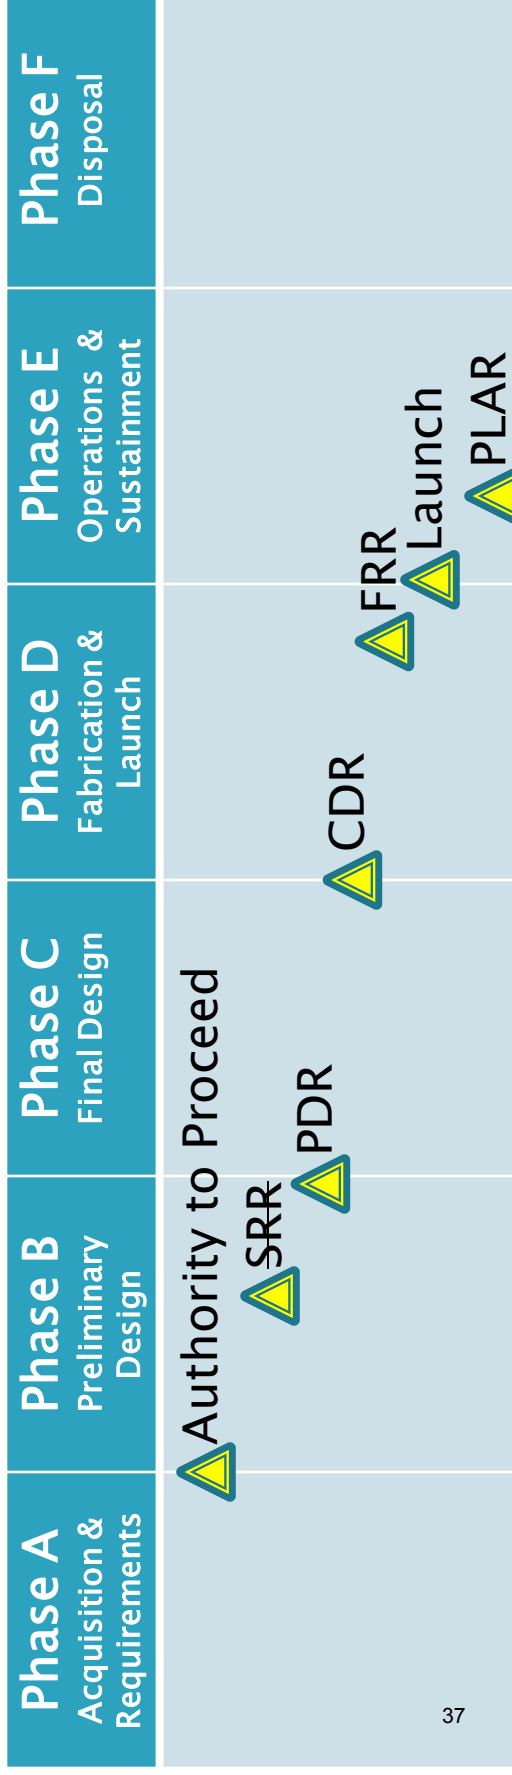 Phase A
Acquisition &
Requirements
Phase B
Preliminary
Design
Phase C
Final Design
Phase D
Fabrication &
Launch
Phase E
Operations &
Sustainment
Phase F
Disposal
Authority to Proceed
SRR
PDR
CDR
FRR
Launch
PLAR
37